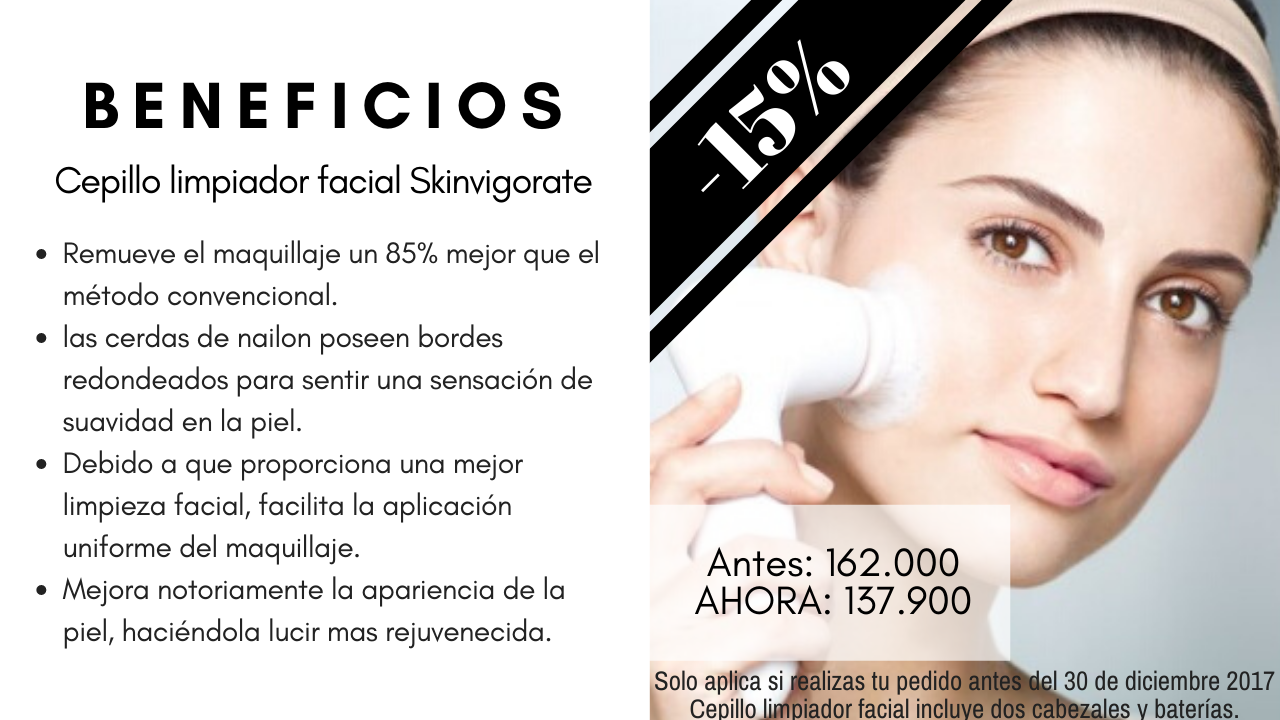 BENEFICIOS
Cepillo limpiador facial Skinvigorate
• Remueve el maquillaje un 85% mejor que el
método convencional.
• las cerdas de nailon poseen bordes
redondeados para sentir una sensación de
suavidad en la piel.
• Debido a que proporciona una mejor
limpieza facial, facilita la aplicación
uniforme del maquillaje.
• Mejora notoriamente la apariencia de la
piel, haciéndola lucir mas rejuvenecida.
-15%
Antes: 162.000
AHORA: 137.900
Solo aplica si realizas tu pedido antes del 30 de diciembre 2017
Cepillo limpiador facial incluye dos cabezales y baterías.